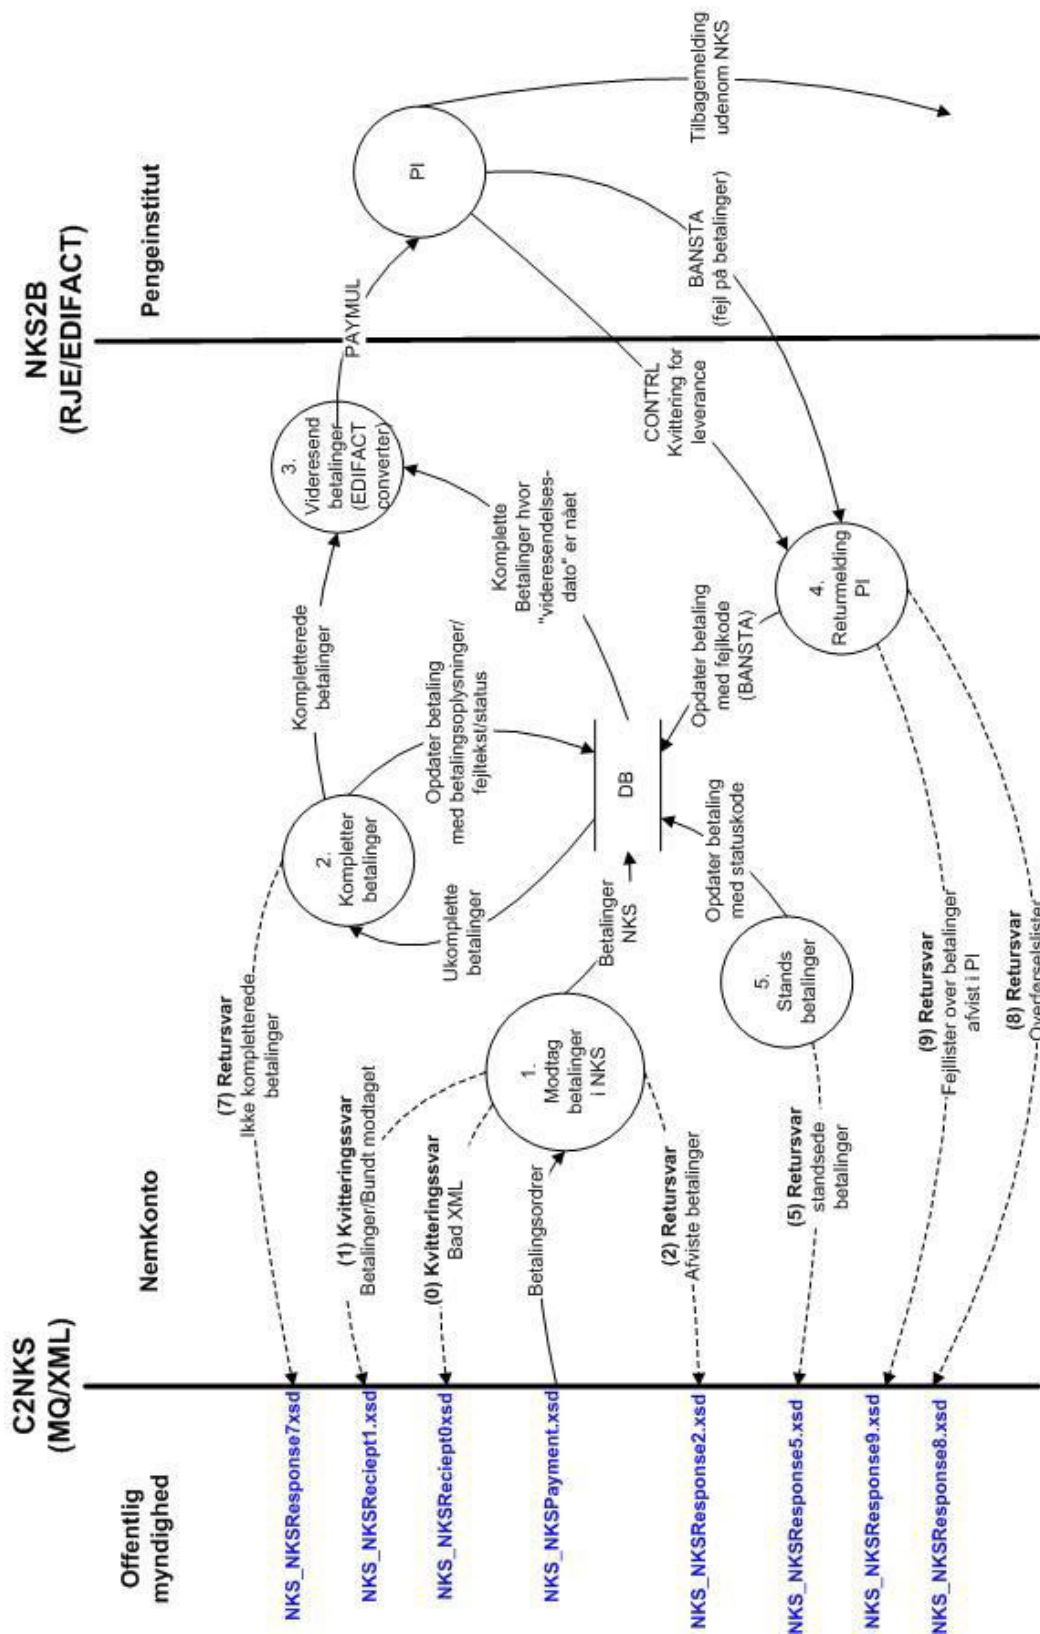 C2NKS
(MQ/XML)
NKS2B
(RJE/EDIFACT)
Offentlig
myndighed
NemKonto
Pengeinstitut
NKS_NKSResponse7xsd
(7) Retursvar
Ikke kompletterede
betalinger
NKS_NKSReciept1.xsd
(1) Kvitteringssvar
Betalinger/Bundt modtaget
NKS_NKSReciept0xsd
(0) Kvitteringssvar
Bad XML
NKS_NKSPayment.xsd
Betalingsordrer
1.
Modtag
betalinger
i NKS
NKS_NKSResponse2.xsd
(2) Retursvar
Afviste betalinger
NKS_NKSResponse5.xsd
(5) Retursvar
standsede
betalinger
NKS_NKSResponse9.xsd
(9) Retursvar
Fejllister over betalinger
afvist i PI
NKS_NKSResponse8.xsd
(8) Retursvar
Overførselslister
2.
Kompletter
betalinger
Ukomplette
betalinger
Betalinger
NKS
DB
5.
Stands
betalinger
Opdater betaling
med statuskode
Kompletterede
betalinger
Opdater betaling
med betalingsoplysninger/
fejltekst/status
Komplette
Betalinger hvor
"videresendelses-
dato" er nået
Opdater betaling
med fejlkode
(BANSTA)
3.
Videresend
betalinger
(EDIFACT
converter)
4.
Returmelding
PI
PAYMUL
CONTRL
Kvittering for
leverance
BANSTA
(fejl på betalinger)
PI
Tilbagemelding
udenom NKS